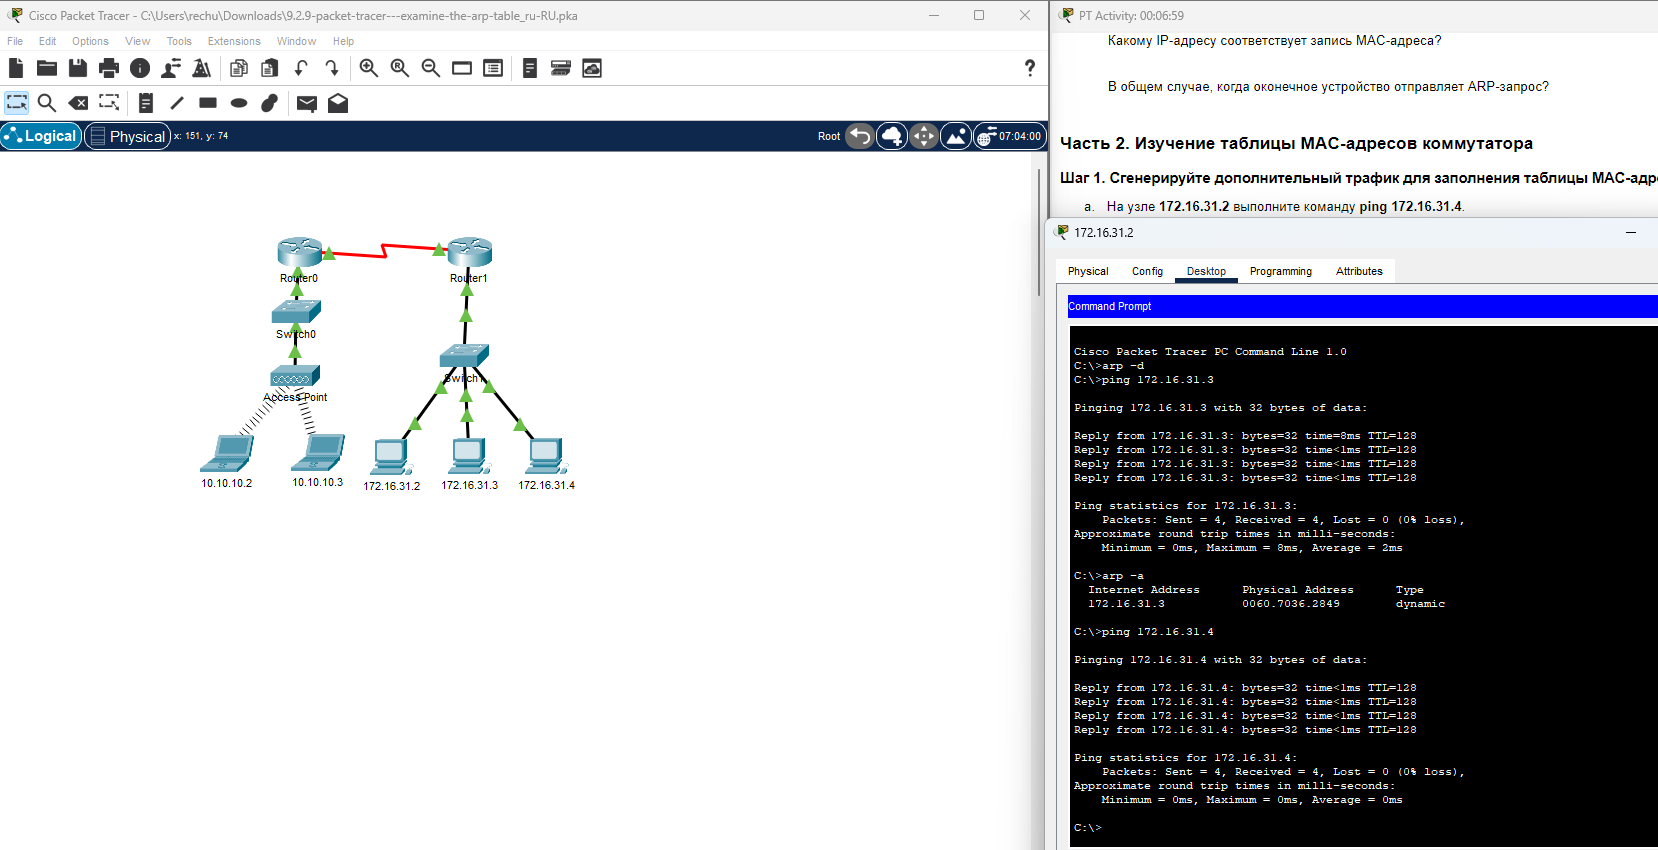 Cisco Packet Tracer - C:\Users\rechu\Downloads\9.2.9-packet-tracer---examine-the-arp-table_ru-RU.pka
File Edit Options View Tools Extensions Window Help
Logical Physical x: 151, y: 74
Root 07:04:00
Router0
Router1
Switch0
Switch1
Access Point
10.10.10.2
10.10.10.3
172.16.31.2
172.16.31.3
172.16.31.4
PT Activity: 00:06:59
Какому IP-адресу соответствует запись MAC-адреса?
В общем случае, когда оконечное устройство отправляет ARP-запрос?
Часть 2. Изучение таблицы MAC-адресов коммутатора
Шаг 1. Сгенерируйте дополнительный трафик для заполнения таблицы MAC-адр
a. На узле 172.16.31.2 выполните команду ping 172.16.31.4.
172.16.31.2
Physical Config Desktop Programming Attributes
Command Prompt
Cisco Packet Tracer PC Command Line 1.0
C:\>arp -d
C:\>ping 172.16.31.3
Pinging 172.16.31.3 with 32 bytes of data:
Reply from 172.16.31.3: bytes=32 time=8ms TTL=128
Reply from 172.16.31.3: bytes=32 time<1ms TTL=128
Reply from 172.16.31.3: bytes=32 time<1ms TTL=128
Reply from 172.16.31.3: bytes=32 time<1ms TTL=128
Ping statistics for 172.16.31.3:
Packets: Sent = 4, Received = 4, Lost = 0 (0% loss),
Approximate round trip times in milli-seconds:
Minimum = 0ms, Maximum = 8ms, Average = 2ms
C:\>arp -a
Internet Address Physical Address Type
172.16.31.3 0060.7036.2849 dynamic
C:\>ping 172.16.31.4
Pinging 172.16.31.4 with 32 bytes of data:
Reply from 172.16.31.4: bytes=32 time<1ms TTL=128
Reply from 172.16.31.4: bytes=32 time<1ms TTL=128
Reply from 172.16.31.4: bytes=32 time<1ms TTL=128
Reply from 172.16.31.4: bytes=32 time<1ms TTL=128
Ping statistics for 172.16.31.4:
Packets: Sent = 4, Received = 4, Lost = 0 (0% loss),
Approximate round trip times in milli-seconds:
Minimum = 0ms, Maximum = 0ms, Average = 0ms
C:\>